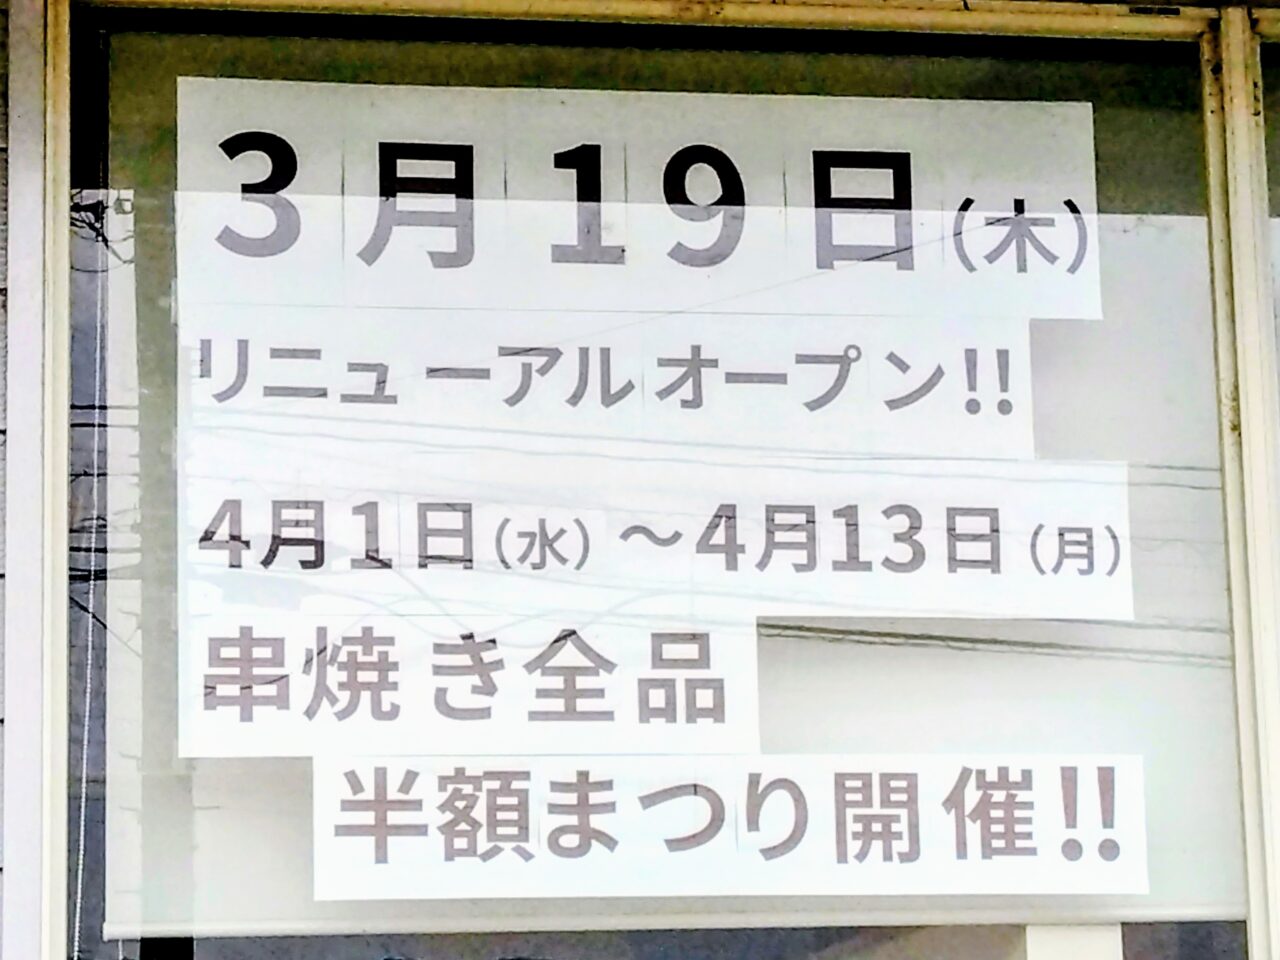 3月19日(木)
リニューアルオープン!!
4月1日(水)～4月13日(月)
串焼き全品
半額まつり開催!!